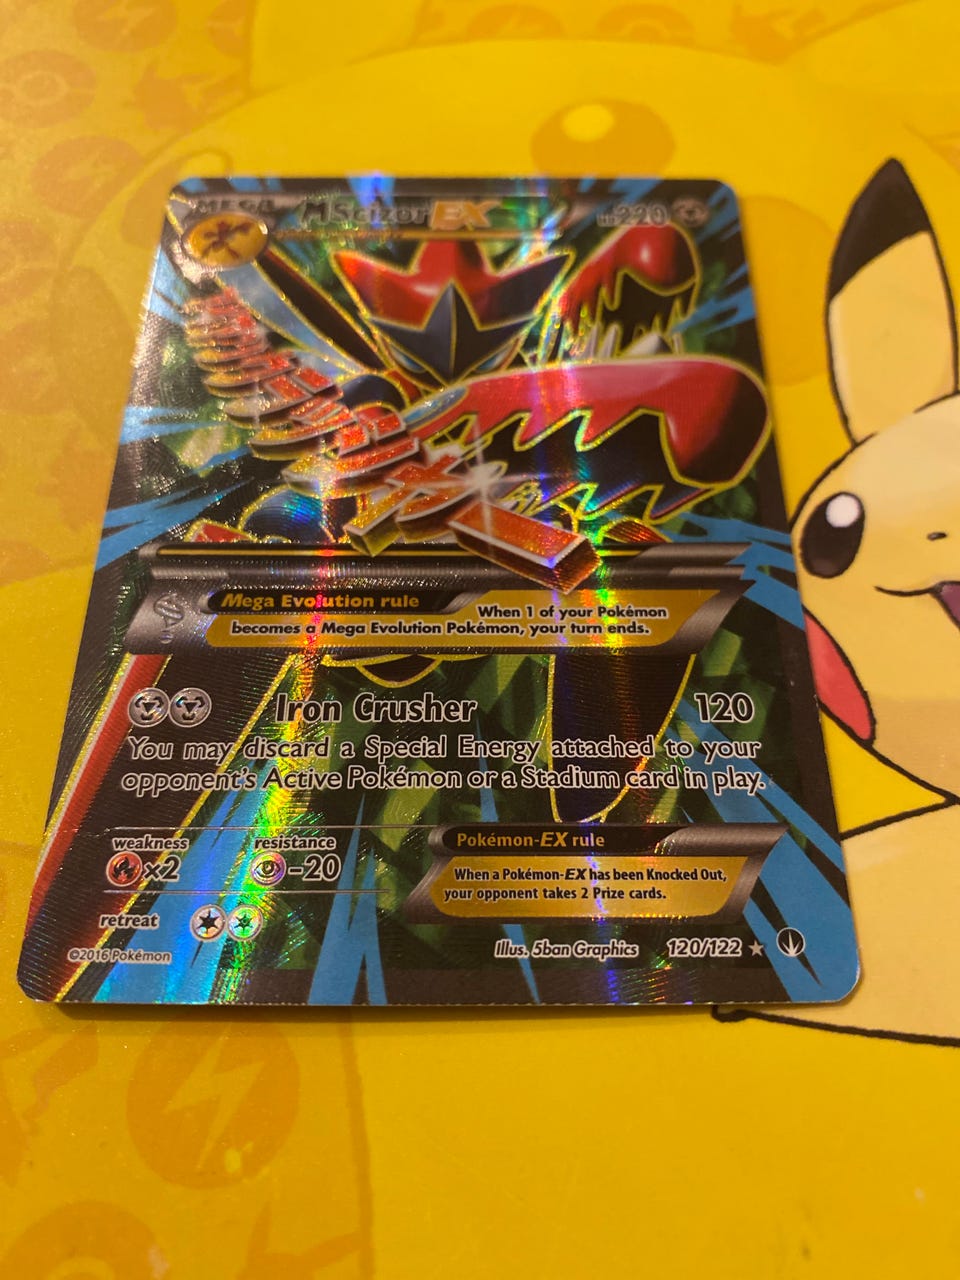 MEGA
M Scizor EX
HP220
Mega Evolution rule
When 1 of your Pokémon
becomes a Mega Evolution Pokémon, your turn ends.
Iron Crusher 120
You may discard a Special Energy attached to your
opponent's Active Pokémon or a Stadium card in play.
weakness resistance
×2 -20
retreat
Pokémon-EX rule
When a Pokémon-EX has been Knocked Out,
your opponent takes 2 Prize cards.
©2016 Pokémon
Illus. 5ban Graphics 120/122